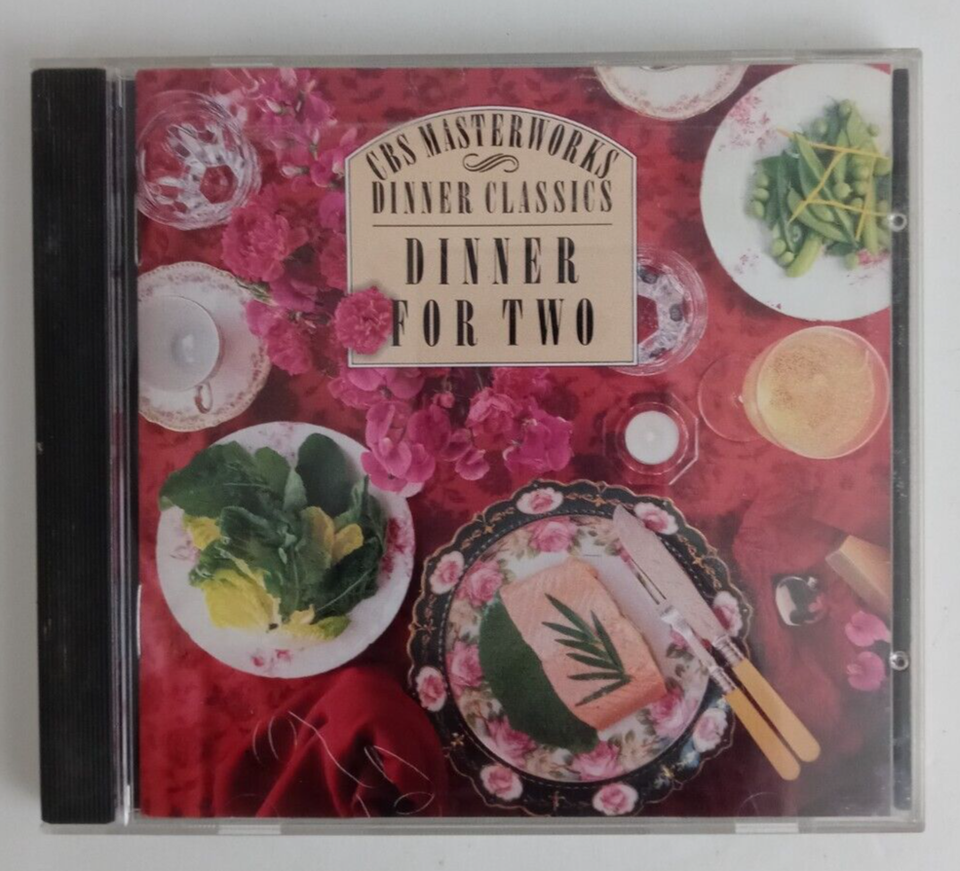 CBS MASTERWORKS
DINNER CLASSICS
DINNER
FOR TWO